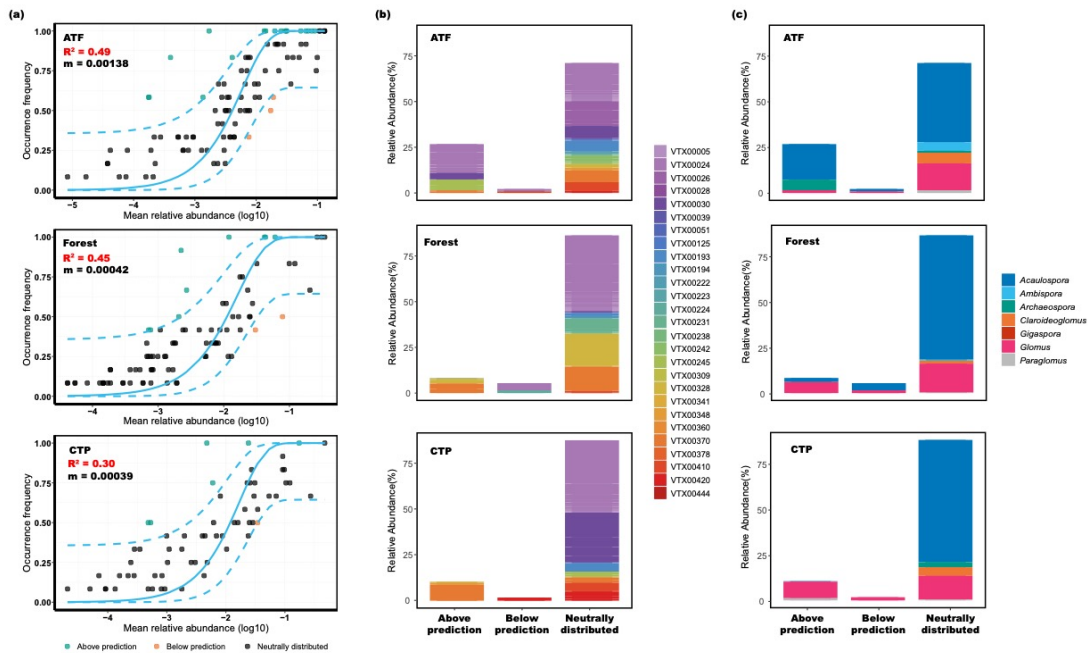 (a)
ATF
R² = 0.49
m = 0.00138
Occurrence frequency
1.00
0.75
0.50
0.25
0.00
−5
−4
−3
−2
−1
Mean relative abundance (log10)
Forest
R² = 0.45
m = 0.00042
Occurrence frequency
1.00
0.75
0.50
0.25
0.00
−4
−3
−2
−1
Mean relative abundance (log10)
CTP
R² = 0.30
m = 0.00039
Occurrence frequency
1.00
0.75
0.50
0.25
0.00
−4
−3
−2
−1
Mean relative abundance (log10)
Above prediction
Below prediction
Neutrally distributed
(b)
ATF
Relative Abundance(%)
75
50
25
0
Forest
Relative Abundance(%)
75
50
25
0
CTP
Relative Abundance(%)
75
50
25
0
Above
prediction
Below
prediction
Neutrally
distributed
VTX00005
VTX00024
VTX00026
VTX00028
VTX00030
VTX00039
VTX00051
VTX00125
VTX00193
VTX00194
VTX00222
VTX00223
VTX00224
VTX00231
VTX00238
VTX00242
VTX00245
VTX00309
VTX00328
VTX00341
VTX00348
VTX00360
VTX00370
VTX00378
VTX00410
VTX00420
VTX00444
(c)
ATF
Relative Abundance(%)
75
50
25
0
Forest
Relative Abundance(%)
75
50
25
0
CTP
Relative Abundance(%)
75
50
25
0
Above
prediction
Below
prediction
Neutrally
distributed
Acaulospora
Ambispora
Archaeospora
Claroideoglomus
Gigaspora
Glomus
Paraglomus